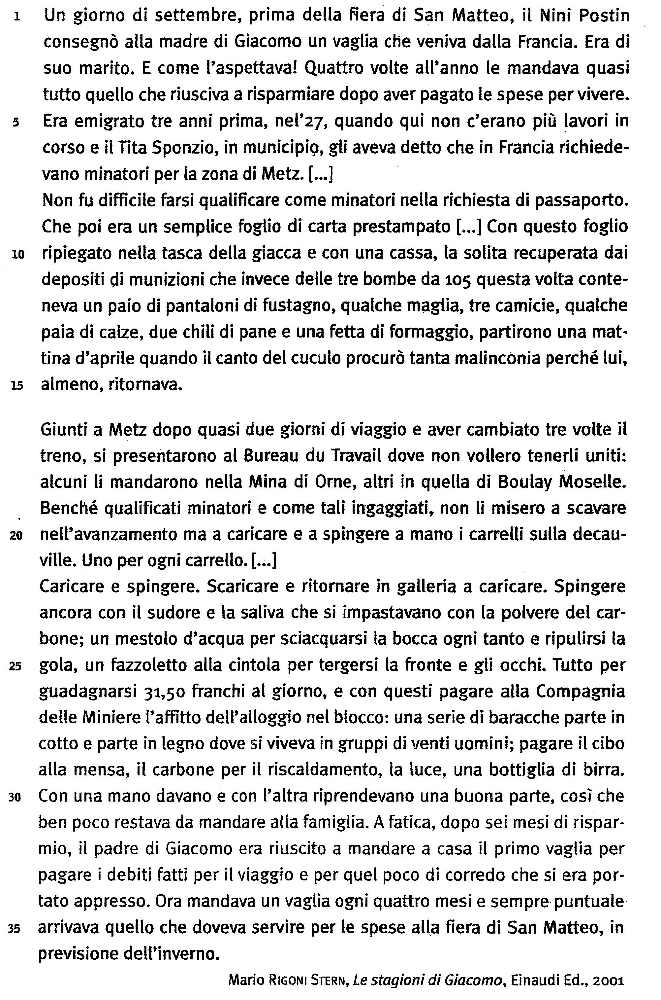 1 Un giorno di settembre, prima della fiera di San Matteo, il Nini Postin
consegnò alla madre di Giacomo un vaglia che veniva dalla Francia. Era di
suo marito. E come l'aspettava! Quattro volte all'anno le mandava quasi
tutto quello che riusciva a risparmiare dopo aver pagato le spese per vivere.
5 Era emigrato tre anni prima, nel'27, quando qui non c'erano più lavori in
corso e il Tita Sponzio, in municipio, gli aveva detto che in Francia richiede-
vano minatori per la zona di Metz. [...]
Non fu difficile farsi qualificare come minatori nella richiesta di passaporto.
Che poi era un semplice foglio di carta prestampato [...] Con questo foglio
10 ripiegato nella tasca della giacca e con una cassa, la solita recuperata dai
depositi di munizioni che invece delle tre bombe da 105 questa volta conte-
neva un paio di pantaloni di fustagno, qualche maglia, tre camicie, qualche
paia di calze, due chili di pane e una fetta di formaggio, partirono una mat-
tina d'aprile quando il canto del cuculo procurò tanta malinconia perché lui,
15 almeno, ritornava.
Giunti a Metz dopo quasi due giorni di viaggio e aver cambiato tre volte il
treno, si presentarono al Bureau du Travail dove non vollero tenerli uniti:
alcuni li mandarono nella Mina di Orne, altri in quella di Boulay Moselle.
Benché qualificati minatori e come tali ingaggiati, non li misero a scavare
20 nell'avanzamento ma a caricare e a spingere a mano i carrelli sulla decau-
ville. Uno per ogni carrello. [...]
Caricare e spingere. Scaricare e ritornare in galleria a caricare. Spingere
ancora con il sudore e la saliva che si impastavano con la polvere del car-
bone; un mestolo d'acqua per sciacquarsi la bocca ogni tanto e ripulirsi la
25 gola, un fazzoletto alla cintola per tergersi la fronte e gli occhi. Tutto per
guadagnarsi 31,50 franchi al giorno, e con questi pagare alla Compagnia
delle Miniere l'affitto dell'alloggio nel blocco: una serie di baracche parte in
cotto e parte in legno dove si viveva in gruppi di venti uomini; pagare il cibo
alla mensa, il carbone per il riscaldamento, la luce, una bottiglia di birra.
30 Con una mano davano e con l'altra riprendevano una buona parte, così che
ben poco restava da mandare alla famiglia. A fatica, dopo sei mesi di rispar-
mio, il padre di Giacomo era riuscito a mandare a casa il primo vaglia per
pagare i debiti fatti per il viaggio e per quel poco di corredo che si era por-
tato appresso. Ora mandava un vaglia ogni quattro mesi e sempre puntuale
35 arrivava quello che doveva servire per le spese alla fiera di San Matteo, in
previsione dell'inverno.
Mario RIGONI STERN, Le stagioni di Giacomo, Einaudi Ed., 2001